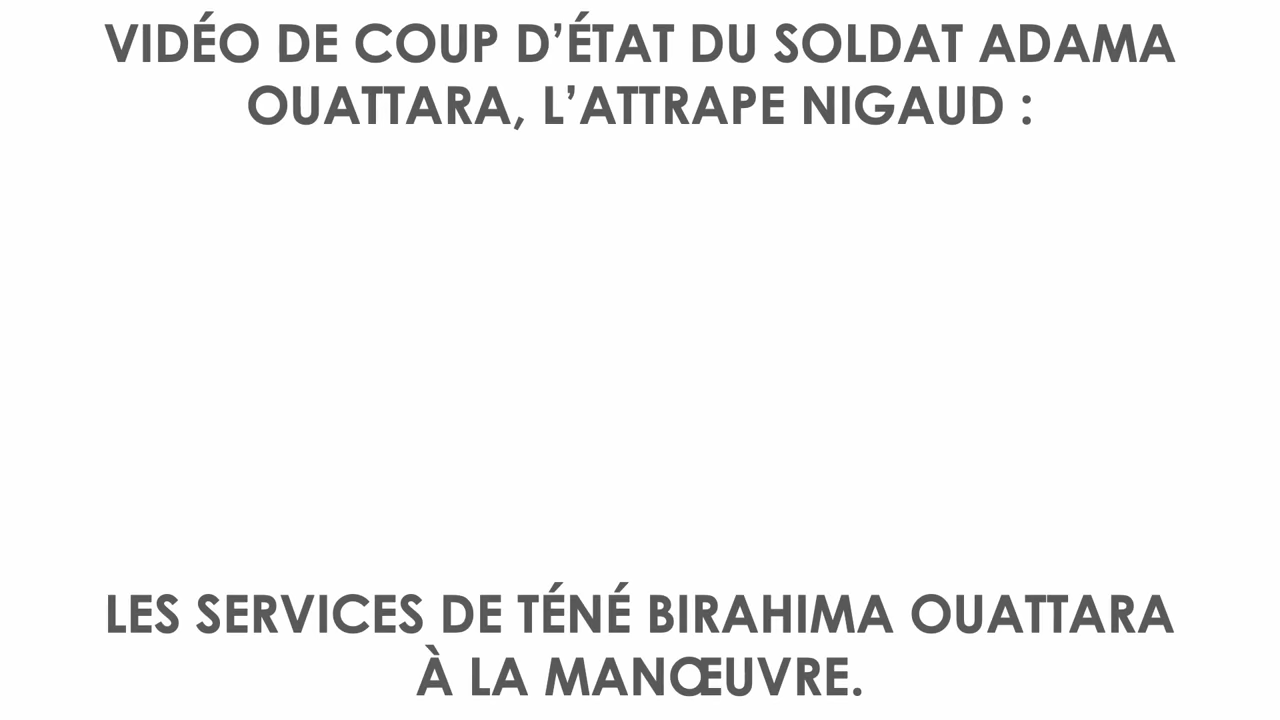 VIDÉO DE COUP D’ÉTAT DU SOLDAT ADAMA
OUATTARA, L’ATTRAPE NIGAUD :
LES SERVICES DE TÉNÉ BIRAHIMA OUATTARA
À LA MANŒUVRE.